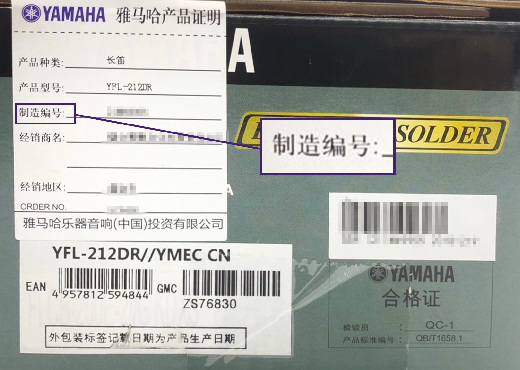 YAMAHA 雅马哈产品证明
产品种类: 长笛
产品型号: YFL-212DR
制造编号:
经销商名:
经销地区:
ORDER NO.
雅马哈乐器音响(中国)投资有限公司
制造编号:
SOLDER
YFL-212DR//YMEC CN
EAN 4957812594844 GMC ZS76830
外包装标签记载日期为产品生产日期
YAMAHA
合格证
检验员: QC-1
产品标准编号: QB/T1658.1